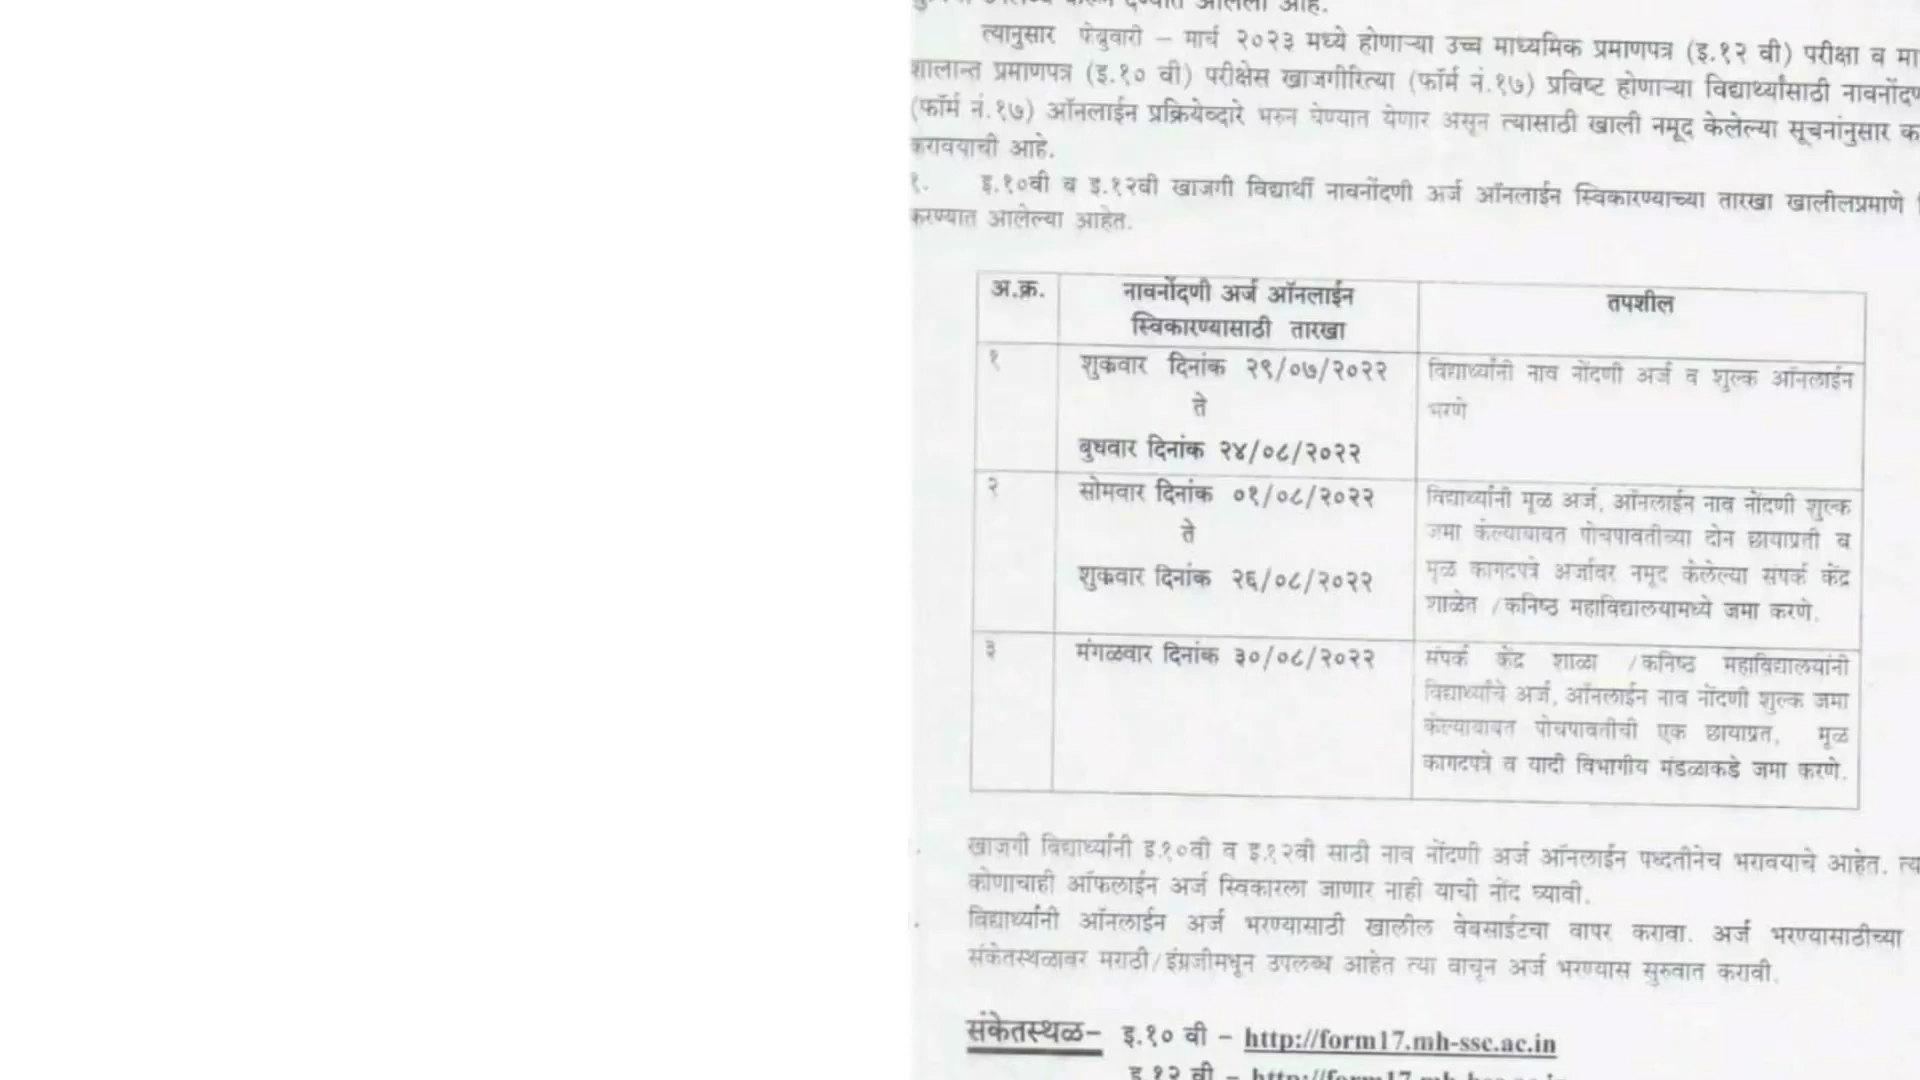 त्यानुसार फेब्रुवारी – मार्च २०२३ मध्ये होणाऱ्या उच्च माध्यमिक प्रमाणपत्र (इ.१२ वी) परीक्षा व
शालान्त प्रमाणपत्र (इ.१० वी) परीक्षेस खाजगीरित्या (फॉर्म नं.१७) प्रविष्ट होणाऱ्या विद्यार्थ्यांसाठी
(फॉर्म नं.१७) ऑनलाईन प्रक्रियेव्दारे भरुन घेण्यात येणार असून त्यासाठी खाली नमूद केलेल्या सूचनांनुसार
करावयाची आहे.
१. इ.१०वी व इ.१२वी खाजगी विद्यार्थी नावनोंदणी अर्ज ऑनलाईन स्विकारण्याच्या तारखा खालीलप्रमाणे
करण्यात आलेल्या आहेत.
अ.क्र. नावनोंदणी अर्ज ऑनलाईन स्विकारण्यासाठी तारखा तपशील
१ शुक्रवार दिनांक २९/०७/२०२२
ते
बुधवार दिनांक २४/०८/२०२२
विद्यार्थ्यांनी नाव नोंदणी अर्ज व शुल्क ऑनलाईन
भरणे
२ सोमवार दिनांक ०१/०८/२०२२
ते
शुक्रवार दिनांक २६/०८/२०२२
विद्यार्थ्यांनी मूळ अर्ज, ऑनलाईन नाव नोंदणी शुल्क
जमा केल्याबाबत पोचपावतीच्या दोन छायाप्रती व
मूळ कागदपत्रे अर्जावर नमूद केलेल्या संपर्क केंद्र
शाळेत /कनिष्ठ महाविद्यालयामध्ये जमा करणे.
३ मंगळवार दिनांक ३०/०८/२०२२
संपर्क केंद्र शाळा /कनिष्ठ महाविद्यालयांनी
विद्यार्थ्यांचे अर्ज, ऑनलाईन नाव नोंदणी शुल्क जमा
केल्याबाबत पोचपावतीची एक छायाप्रत, मूळ
कागदपत्रे व यादी विभागीय मंडळाकडे जमा करणे.
खाजगी विद्यार्थ्यांनी इ.१०वी व इ.१२वी साठी नाव नोंदणी अर्ज ऑनलाईन पध्दतीनेच भरावयाचे आहेत.
कोणाचाही ऑफलाईन अर्ज स्विकारला जाणार नाही याची नोंद घ्यावी.
विद्यार्थ्यांनी ऑनलाईन अर्ज भरण्यासाठी खालील वेबसाईटचा वापर करावा. अर्ज भरण्यासाठीच्या
संकेतस्थळावर मराठी/इंग्रजीमधून उपलब्ध आहेत त्या वाचून अर्ज भरण्यास सुरुवात करावी.
संकेतस्थळ– इ.१० वी – http://form17.mh-ssc.ac.in